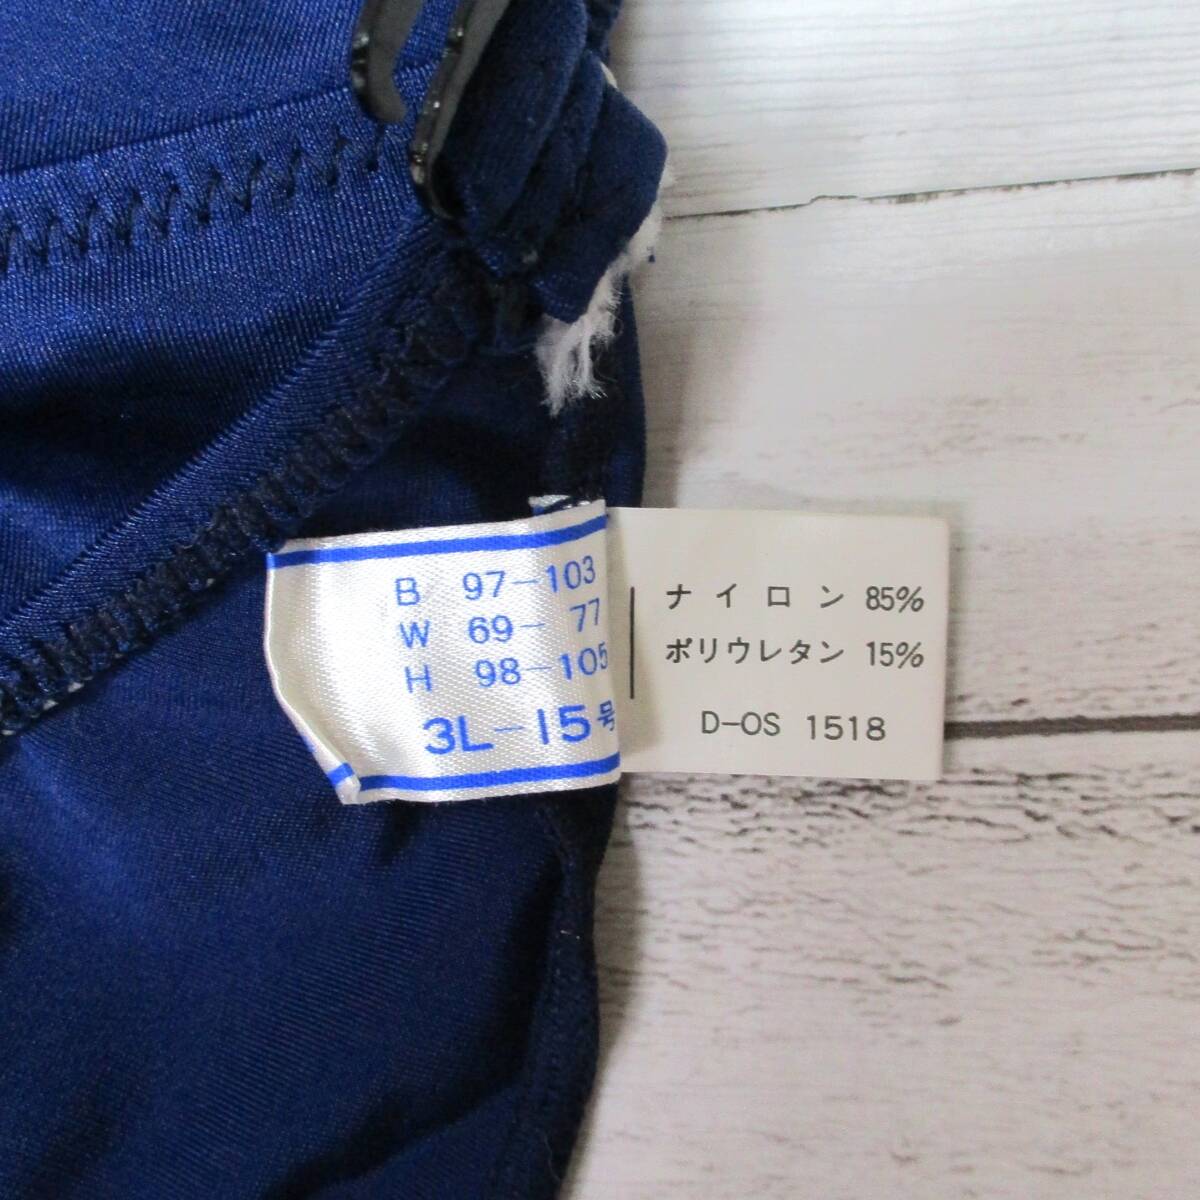 B 97-103
W 69- 77
H 98-105
3L-15号
ナイロン 85%
ポリウレタン 15%
D-OS 1518